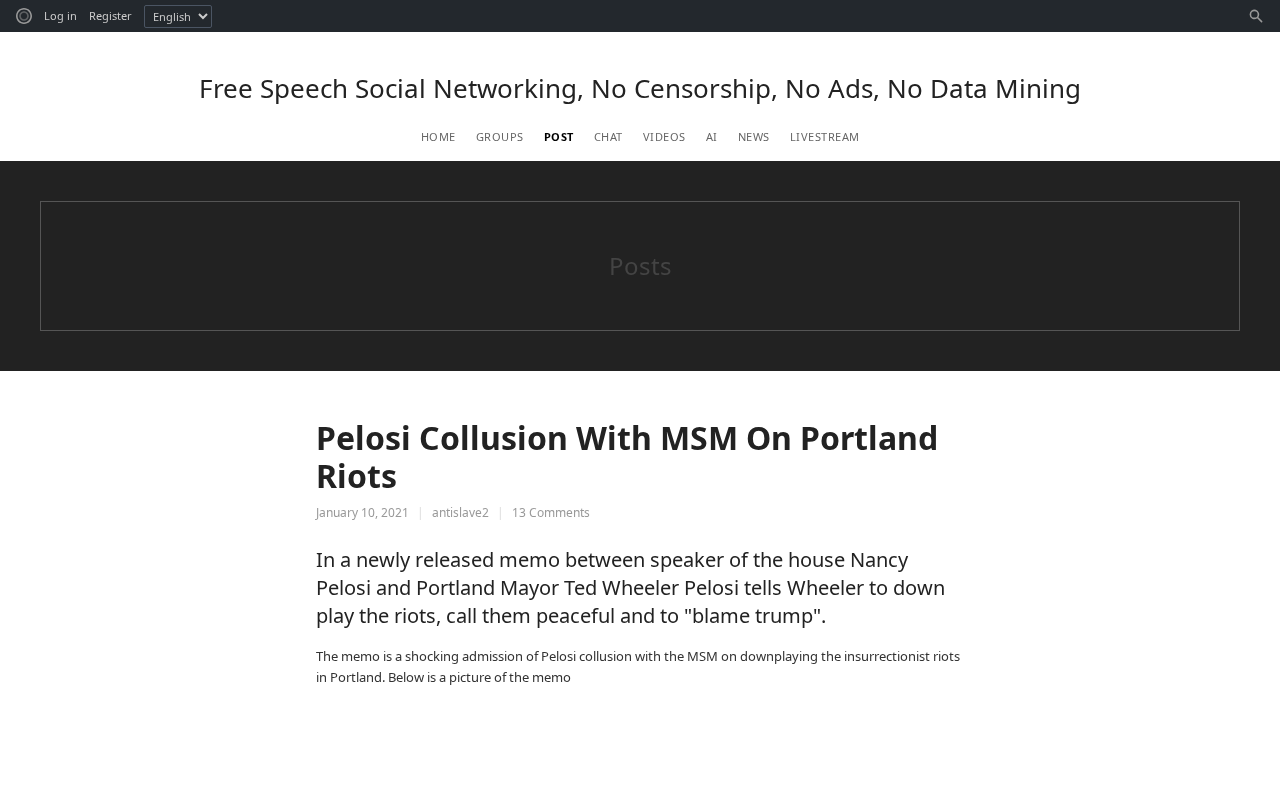 Log in Register English
Free Speech Social Networking, No Censorship, No Ads, No Data Mining
HOME GROUPS POST CHAT VIDEOS AI NEWS LIVESTREAM
Posts
Pelosi Collusion With MSM On Portland
Riots
January 10, 2021 | antislave2 | 13 Comments
In a newly released memo between speaker of the house Nancy
Pelosi and Portland Mayor Ted Wheeler Pelosi tells Wheeler to down
play the riots, call them peaceful and to "blame trump".
The memo is a shocking admission of Pelosi collusion with the MSM on downplaying the insurrectionist riots
in Portland. Below is a picture of the memo